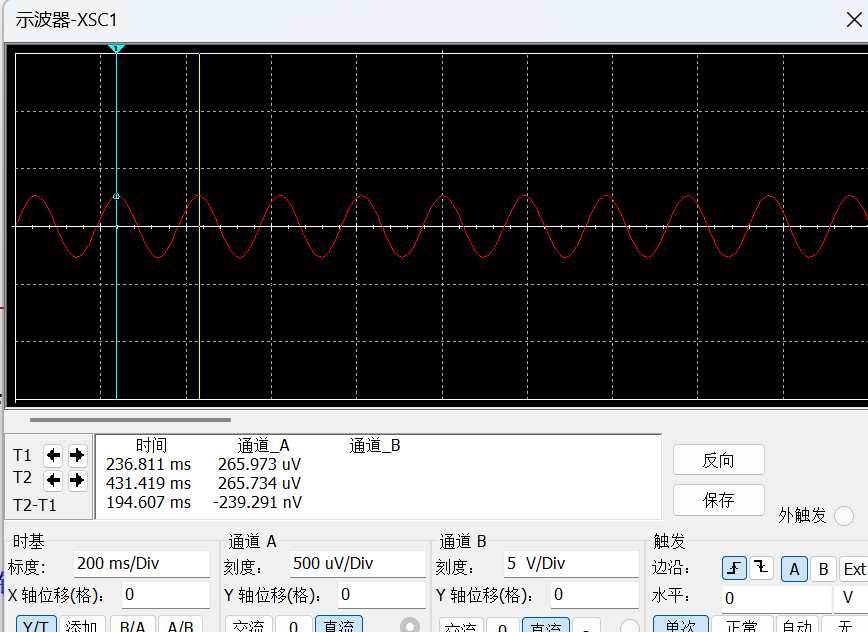 示波器-XSC1
1
时间 通道_A 通道_B
T1 236.811 ms 265.973 uV
T2 431.419 ms 265.734 uV
T2-T1 194.607 ms -239.291 nV
反向
保存
外触发
时基 通道 A 通道 B 触发
标度: 200 ms/Div 刻度: 500 uV/Div 刻度: 5 V/Div 边沿: A B Ext
X 轴位移(格): 0 Y 轴位移(格): 0 Y 轴位移(格): 0 水平: 0 V
Y/T 添加 B/A A/B 交流 0 直流 交流 0 直流 - 单次 正常 自动 无